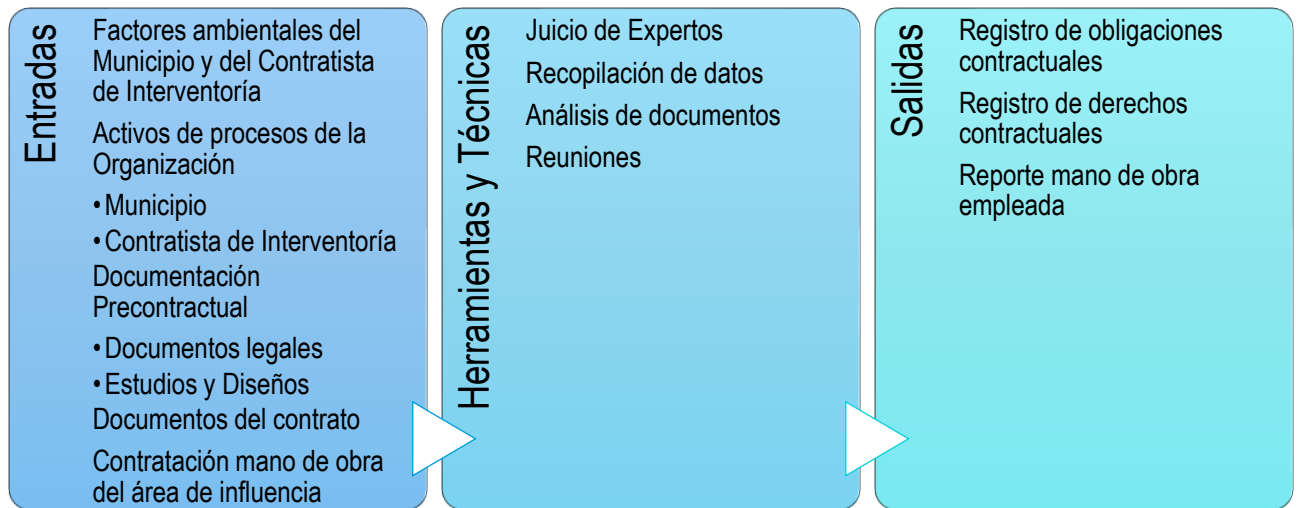 Entradas
Factores ambientales del
Municipio y del Contratista
de Interventoría
Activos de procesos de la
Organización
• Municipio
• Contratista de Interventoría
Documentación
Precontractual
• Documentos legales
• Estudios y Diseños
Documentos del contrato
Contratación mano de obra
del área de influencia
Herramientas y Técnicas
Juicio de Expertos
Recopilación de datos
Análisis de documentos
Reuniones
Salidas
Registro de obligaciones
contractuales
Registro de derechos
contractuales
Reporte mano de obra
empleada